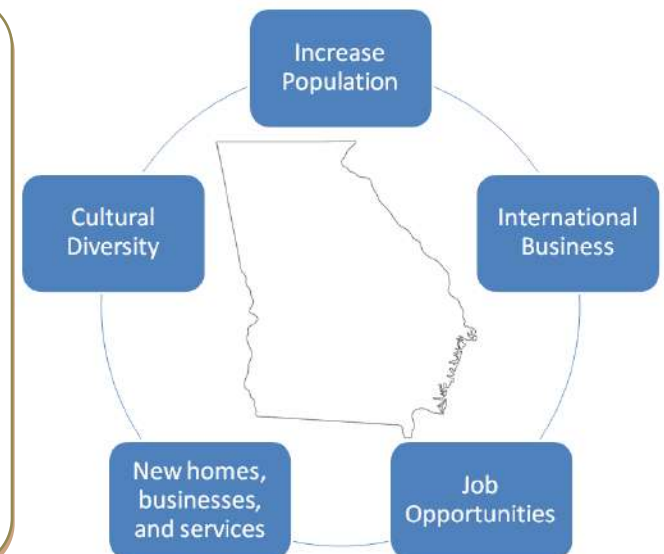 Increase
Population
International
Business
Job
Opportunities
New homes,
businesses,
and services
Cultural
Diversity